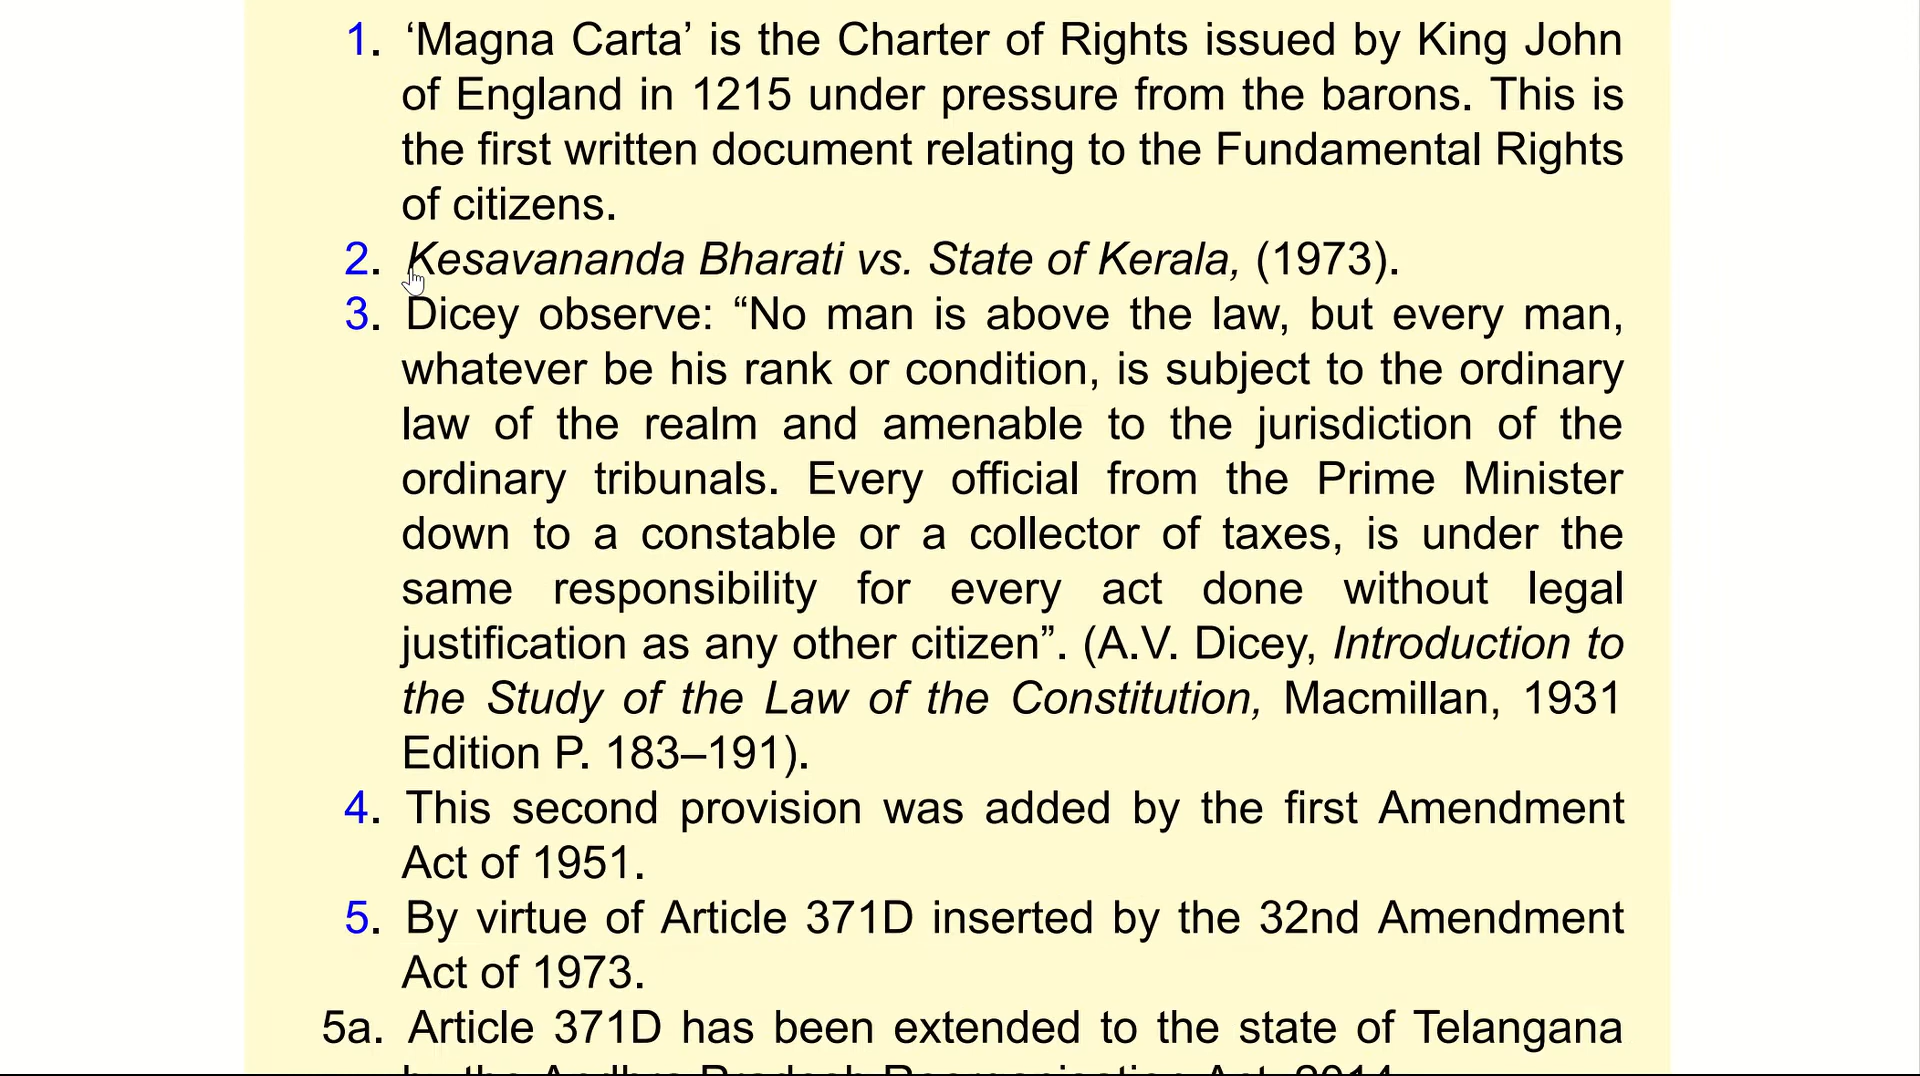 1. ‘Magna Carta’ is the Charter of Rights issued by King John
of England in 1215 under pressure from the barons. This is
the first written document relating to the Fundamental Rights
of citizens.
2. Kesavananda Bharati vs. State of Kerala, (1973).
3. Dicey observe: “No man is above the law, but every man,
whatever be his rank or condition, is subject to the ordinary
law of the realm and amenable to the jurisdiction of the
ordinary tribunals. Every official from the Prime Minister
down to a constable or a collector of taxes, is under the
same responsibility for every act done without legal
justification as any other citizen”. (A.V. Dicey, Introduction to
the Study of the Law of the Constitution, Macmillan, 1931
Edition P. 183–191).
4. This second provision was added by the first Amendment
Act of 1951.
5. By virtue of Article 371D inserted by the 32nd Amendment
Act of 1973.
5a. Article 371D has been extended to the state of Telangana
by the Andhra Pradesh Reorganisation Act, 2014.